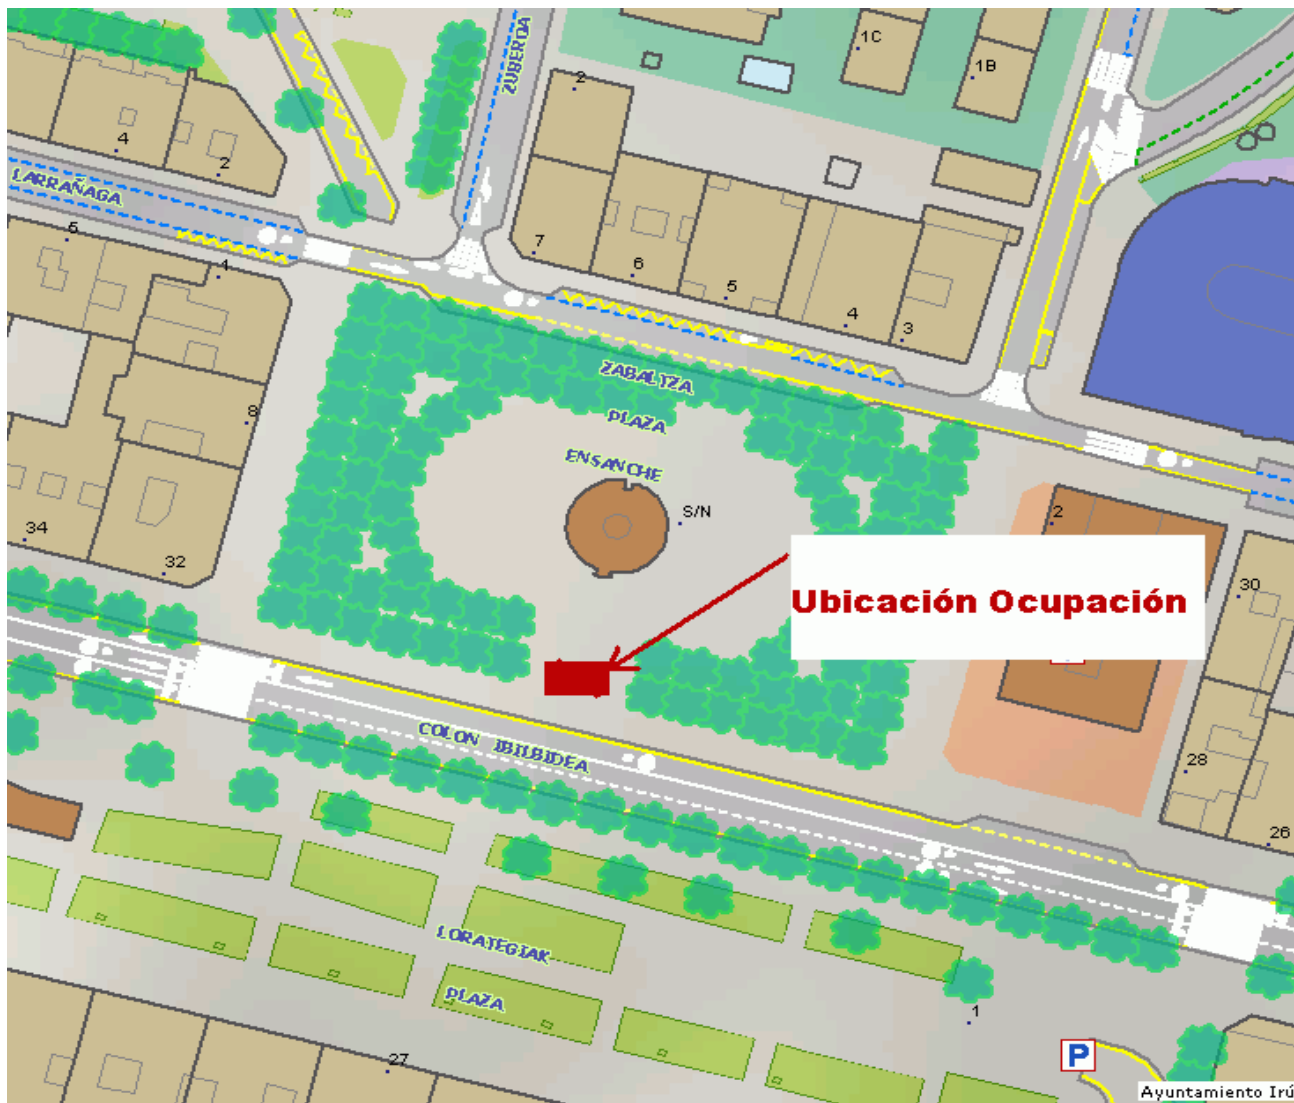 ZUBEROA
1C
1B
2
4
2
LARRAÑAGA
5
4
7
6
5
4
3
ZABALTZA
PLAZA
ENSANCHE
8
S/N
2
34
32
30
Ubicación Ocupación
COLON IBILBIDEA
28
26
LORATEGIAK
PLAZA
1
27
P
Ayuntamiento Irú